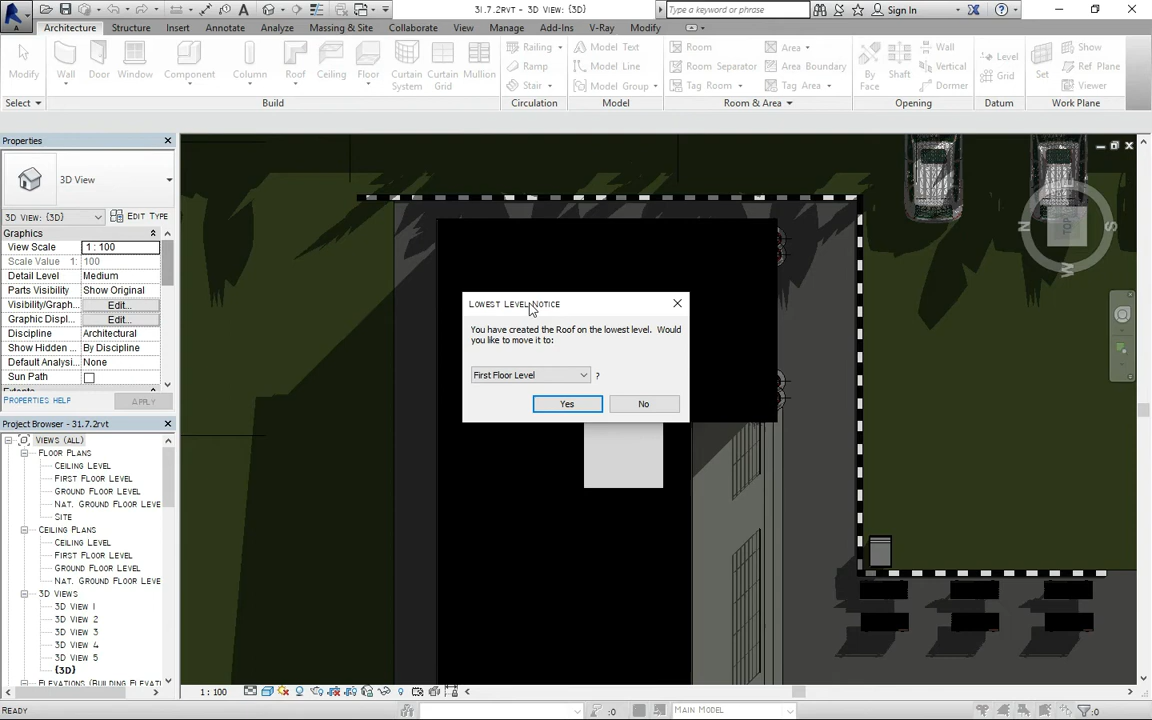 31.7.2RVT - 3D VIEW: {3D}
Type a keyword or phrase
Sign In
Architecture Structure Insert Annotate Analyze Massing & Site Collaborate View Manage Add-Ins V-Ray Modify
Modify
Wall
Door
Window
Component
Column
Roof
Ceiling
Floor
Curtain System
Curtain Grid
Mullion
Railing
Ramp
Stair
Model Text
Model Line
Model Group
Room
Room Separator
Tag Room
Area
Area Boundary
Tag Area
By Face
Shaft
Wall
Vertical
Dormer
Level
Grid
Set
Show
Ref Plane
Viewer
Select
Build
Circulation
Model
Room & Area
Opening
Datum
Work Plane
Properties
3D View
3D VIEW: {3D}
EDIT TYPE
Graphics
View Scale 1 : 100
Scale Value 1: 100
Detail Level Medium
Parts Visibility Show Original
Visibility/Graph... Edit...
Graphic Displ... Edit...
Discipline Architectural
Show Hidden ... By Discipline
Default Analysi... None
Sun Path
PROPERTIES HELP
APPLY
Project Browser - 31.7.2rvt
VIEWS (ALL)
FLOOR PLANS
CEILING LEVEL
FIRST FLOOR LEVEL
GROUND FLOOR LEVEL
NAT. GROUND FLOOR LEVE
SITE
CEILING PLANS
CEILING LEVEL
FIRST FLOOR LEVEL
GROUND FLOOR LEVEL
NAT. GROUND FLOOR LEVE
3D VIEWS
3D VIEW 1
3D VIEW 2
3D VIEW 3
3D VIEW 4
3D VIEW 5
{3D}
ELEVATIONS (BUILDING ELEVATI
LOWEST LEVEL NOTICE
You have created the Roof on the lowest level. Would
you like to move it to:
First Floor Level ?
Yes No
TOP
N
S
W
1 : 100
READY
:0
MAIN MODEL
:0